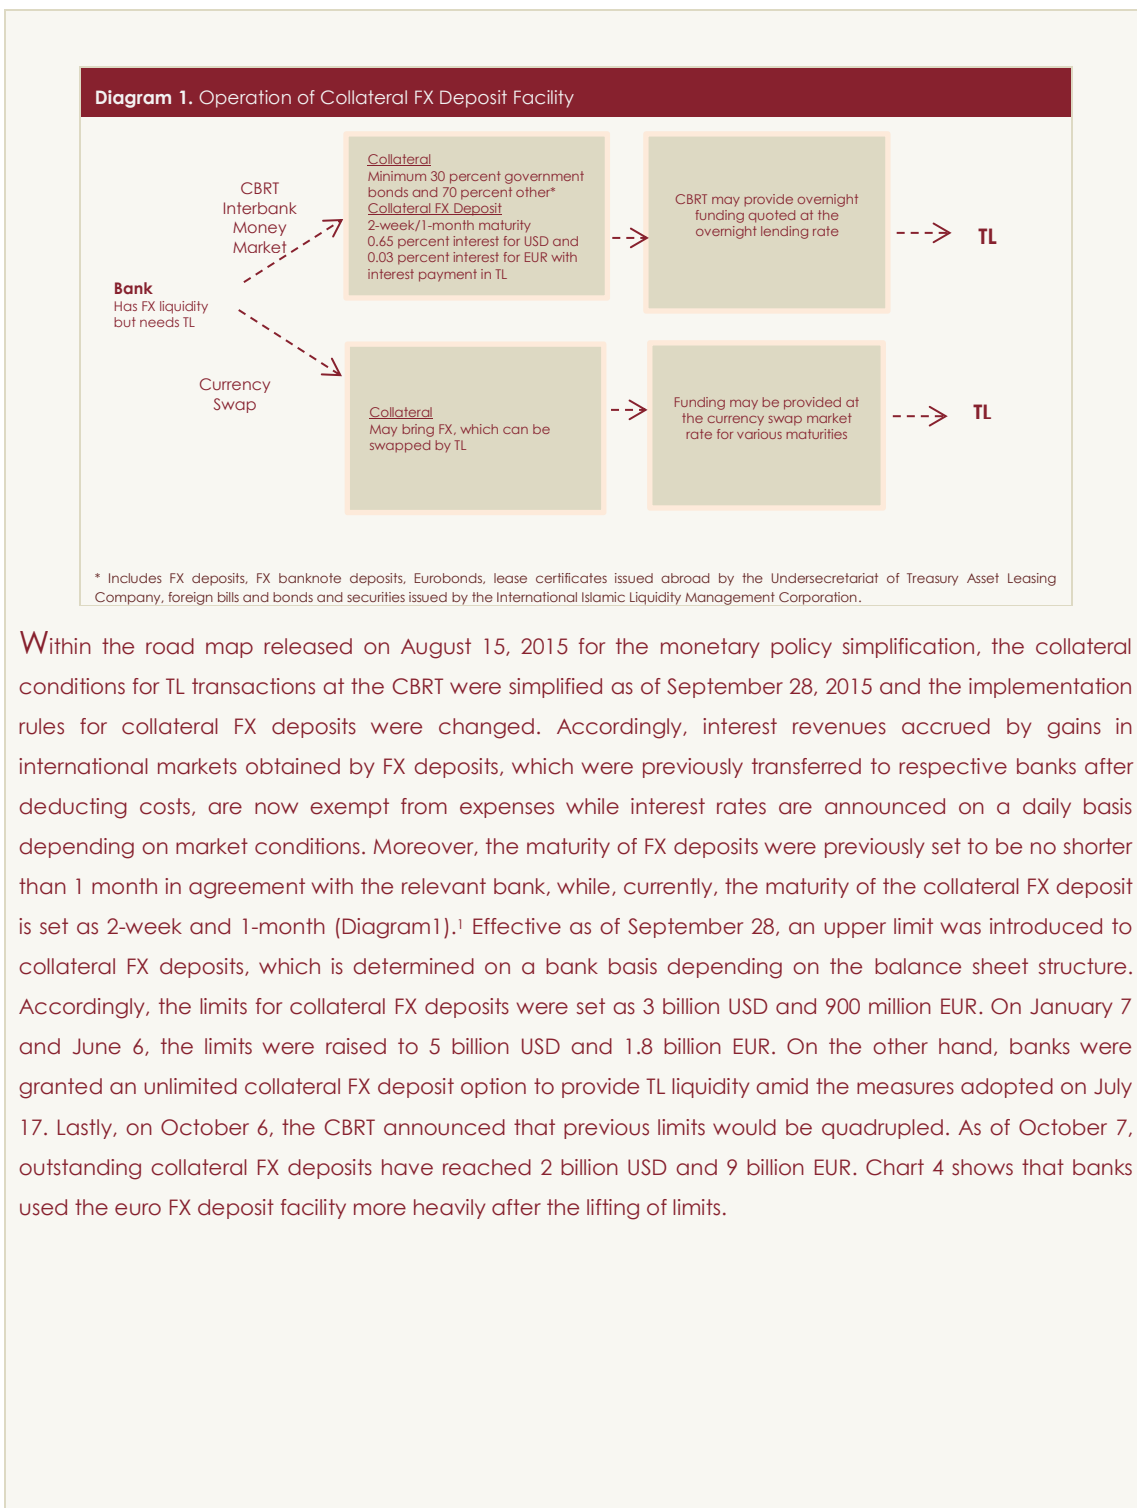 Diagram 1. Operation of Collateral FX Deposit Facility
CBRT
Interbank
Money
Market
Collateral
Minimum 30 percent government
bonds and 70 percent other*
Collateral FX Deposit
2-week/1-month maturity
0.65 percent interest for USD and
0.03 percent interest for EUR with
interest payment in TL
CBRT may provide overnight
funding quoted at the
overnight lending rate
TL
Bank
Has FX liquidity
but needs TL
Currency
Swap
Collateral
May bring FX, which can be
swapped by TL
Funding may be provided at
the currency swap market
rate for various maturities
TL
* Includes FX deposits, FX banknote deposits, Eurobonds, lease certificates issued abroad by the Undersecretariat of Treasury Asset Leasing
Company, foreign bills and bonds and securities issued by the International Islamic Liquidity Management Corporation.
Within the road map released on August 15, 2015 for the monetary policy simplification, the collateral
conditions for TL transactions at the CBRT were simplified as of September 28, 2015 and the implementation
rules for collateral FX deposits were changed. Accordingly, interest revenues accrued by gains in
international markets obtained by FX deposits, which were previously transferred to respective banks after
deducting costs, are now exempt from expenses while interest rates are announced on a daily basis
depending on market conditions. Moreover, the maturity of FX deposits were previously set to be no shorter
than 1 month in agreement with the relevant bank, while, currently, the maturity of the collateral FX deposit
is set as 2-week and 1-month (Diagram1).1 Effective as of September 28, an upper limit was introduced to
collateral FX deposits, which is determined on a bank basis depending on the balance sheet structure.
Accordingly, the limits for collateral FX deposits were set as 3 billion USD and 900 million EUR. On January 7
and June 6, the limits were raised to 5 billion USD and 1.8 billion EUR. On the other hand, banks were
granted an unlimited collateral FX deposit option to provide TL liquidity amid the measures adopted on July
17. Lastly, on October 6, the CBRT announced that previous limits would be quadrupled. As of October 7,
outstanding collateral FX deposits have reached 2 billion USD and 9 billion EUR. Chart 4 shows that banks
used the euro FX deposit facility more heavily after the lifting of limits.